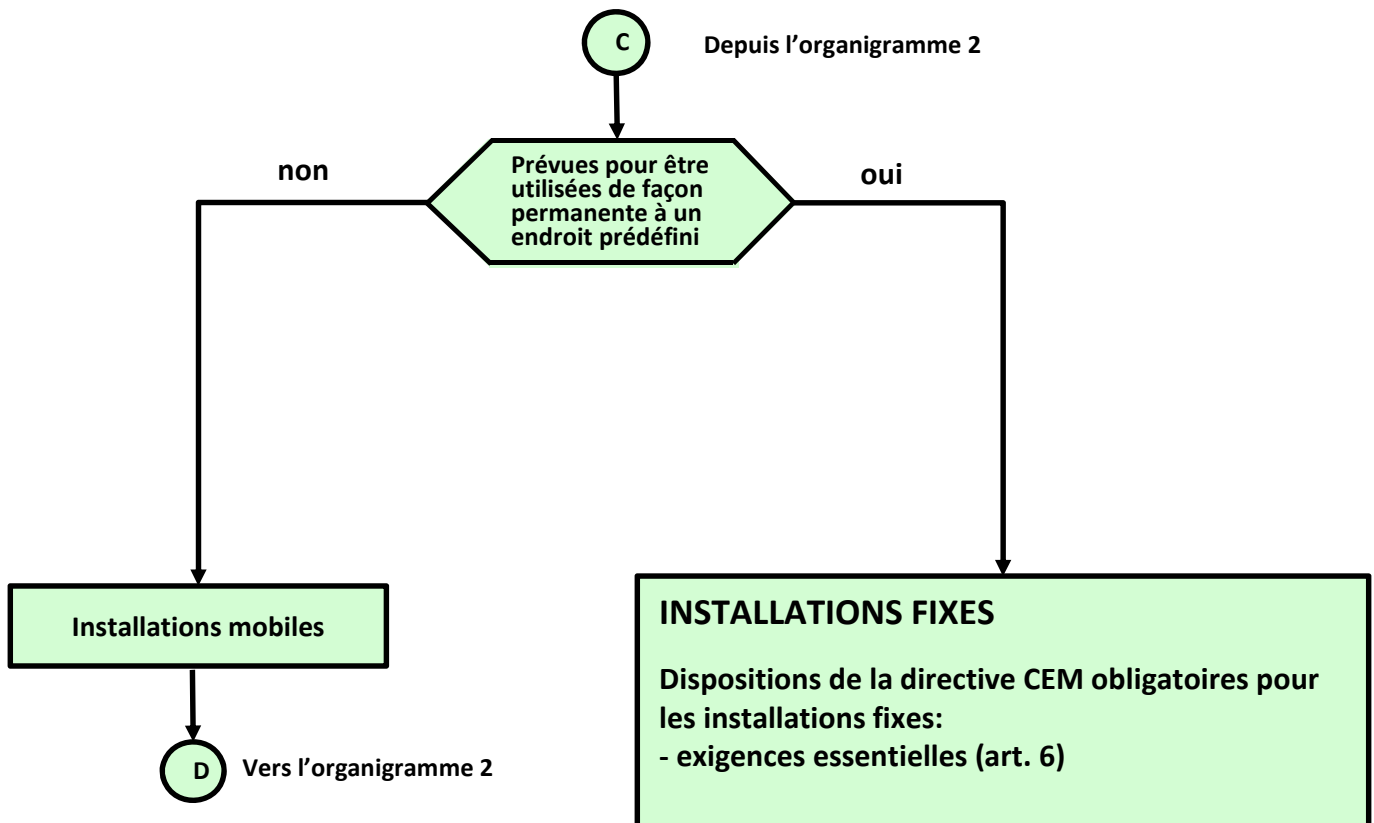 C
Depuis l'organigramme 2
Prévues pour être
utilisées de façon
permanente à un
endroit prédéfini
non
oui
Installations mobiles
D
Vers l'organigramme 2
INSTALLATIONS FIXES
Dispositions de la directive CEM obligatoires pour
les installations fixes:
- exigences essentielles (art. 6)